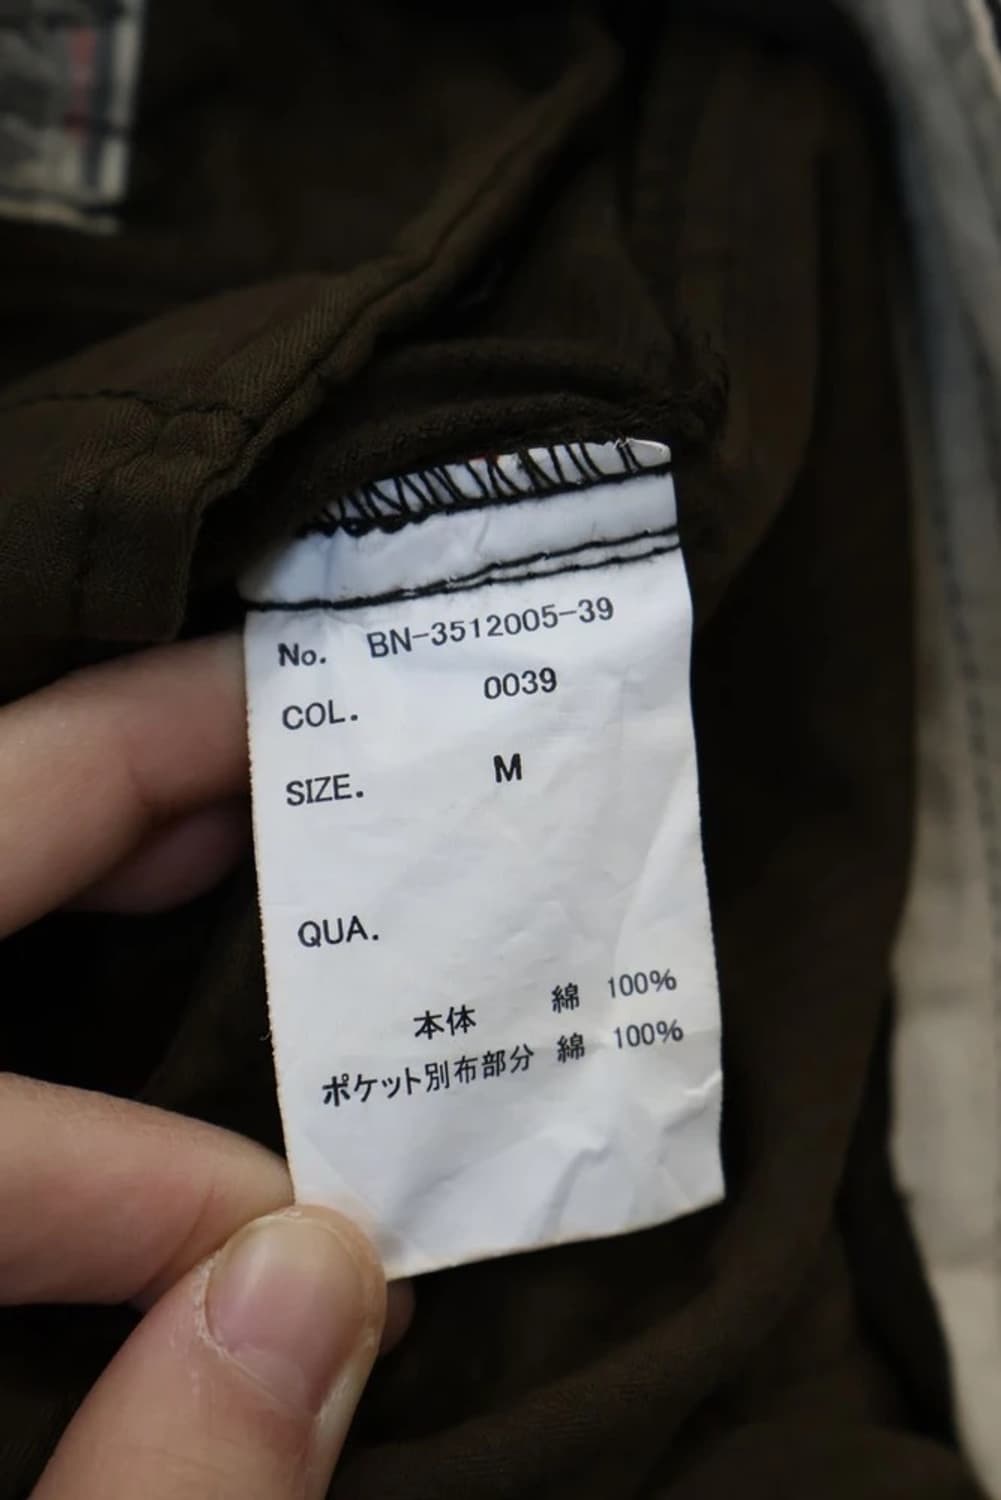 No. BN-3512005-39
COL. 0039
SIZE. M
QUA.
本体 綿 100%
ポケット別布部分 綿 100%